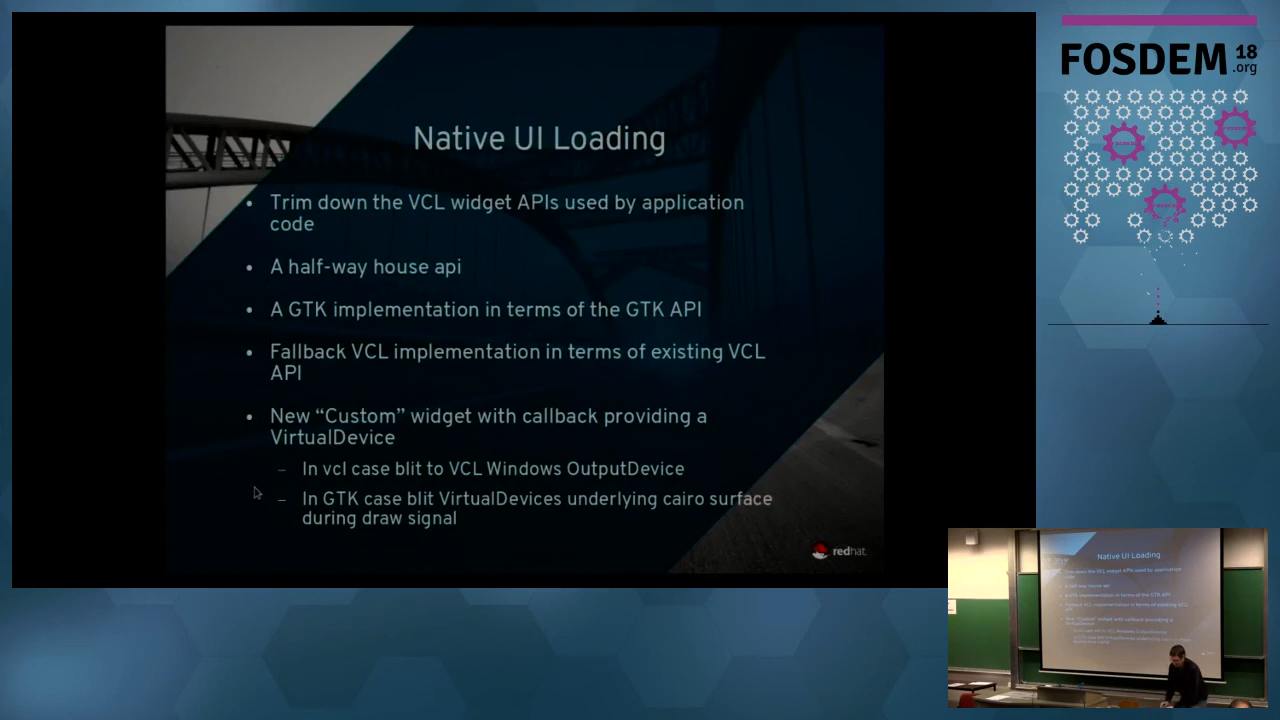 Native UI Loading
• Trim down the VCL widget APIs used by application
code
• A half-way house api
• A GTK implementation in terms of the GTK API
• Fallback VCL implementation in terms of existing VCL
API
• New “Custom” widget with callback providing a
VirtualDevice
– In vcl case blit to VCL Windows OutputDevice
– In GTK case blit VirtualDevices underlying cairo surface
during draw signal
redhat.
FOSDEM 18
.org
Native UI Loading